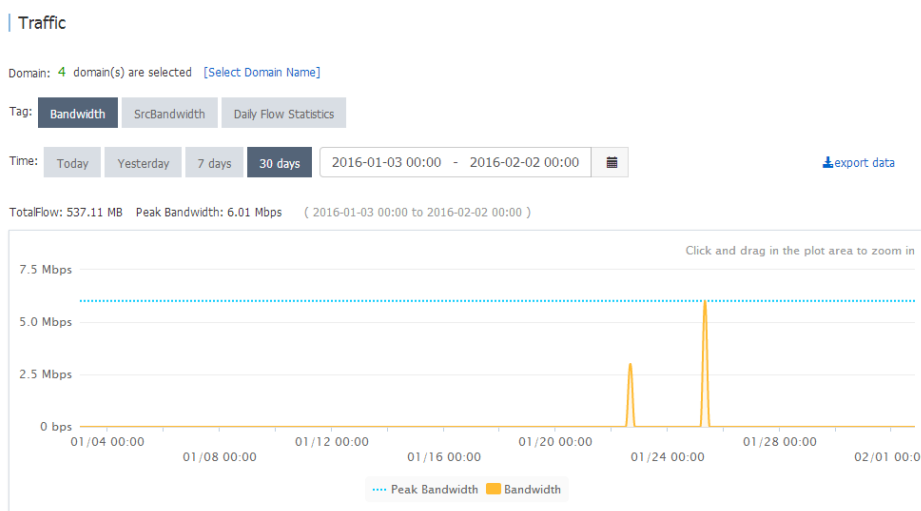 Traffic
Domain: 4 domain(s) are selected [Select Domain Name]
Tag: Bandwidth SrcBandwidth Daily Flow Statistics
Time: Today Yesterday 7 days 30 days 2016-01-03 00:00 - 2016-02-02 00:00 export data
TotalFlow: 537.11 MB Peak Bandwidth: 6.01 Mbps ( 2016-01-03 00:00 to 2016-02-02 00:00 )
Click and drag in the plot area to zoom in
7.5 Mbps
5.0 Mbps
2.5 Mbps
0 bps
01/04 00:00 01/12 00:00 01/20 00:00 01/28 00:00
01/08 00:00 01/16 00:00 01/24 00:00 02/01 00:0
Peak Bandwidth Bandwidth